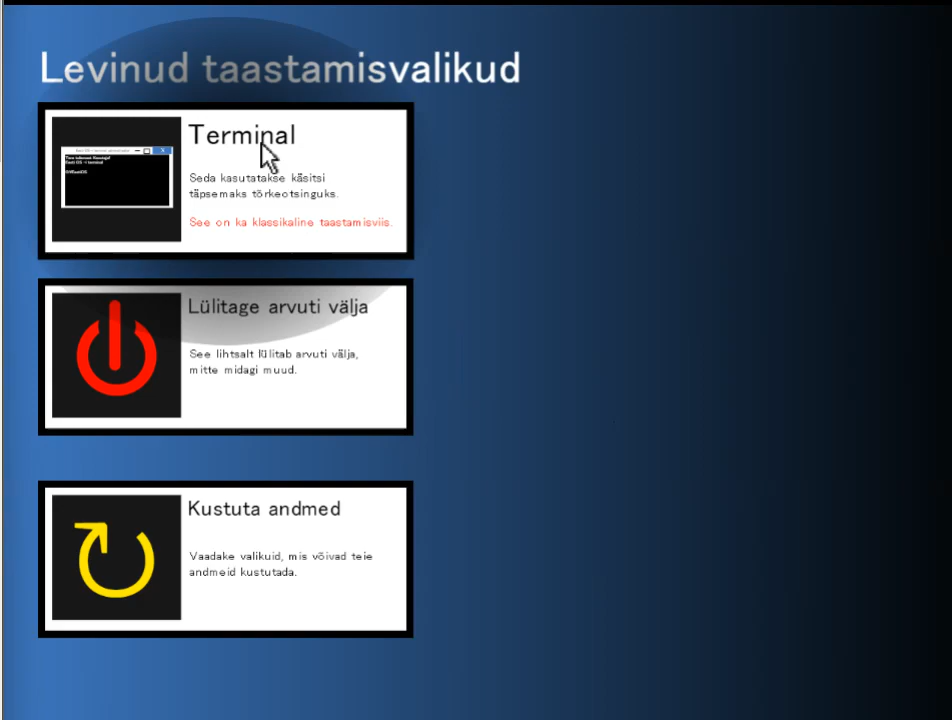 Levinud taastamisvalikud
Terminal
Seda kasutatakse käsitsi
täpsemaks tõrkeotsinguks.
See on ka klassikaline taastamisviis.
Lülitage arvuti välja
See lihtsalt lülitab arvuti välja,
mitte midagi muud.
Kustuta andmed
Vaadake valikuid, mis võivad teie
andmeid kustutada.